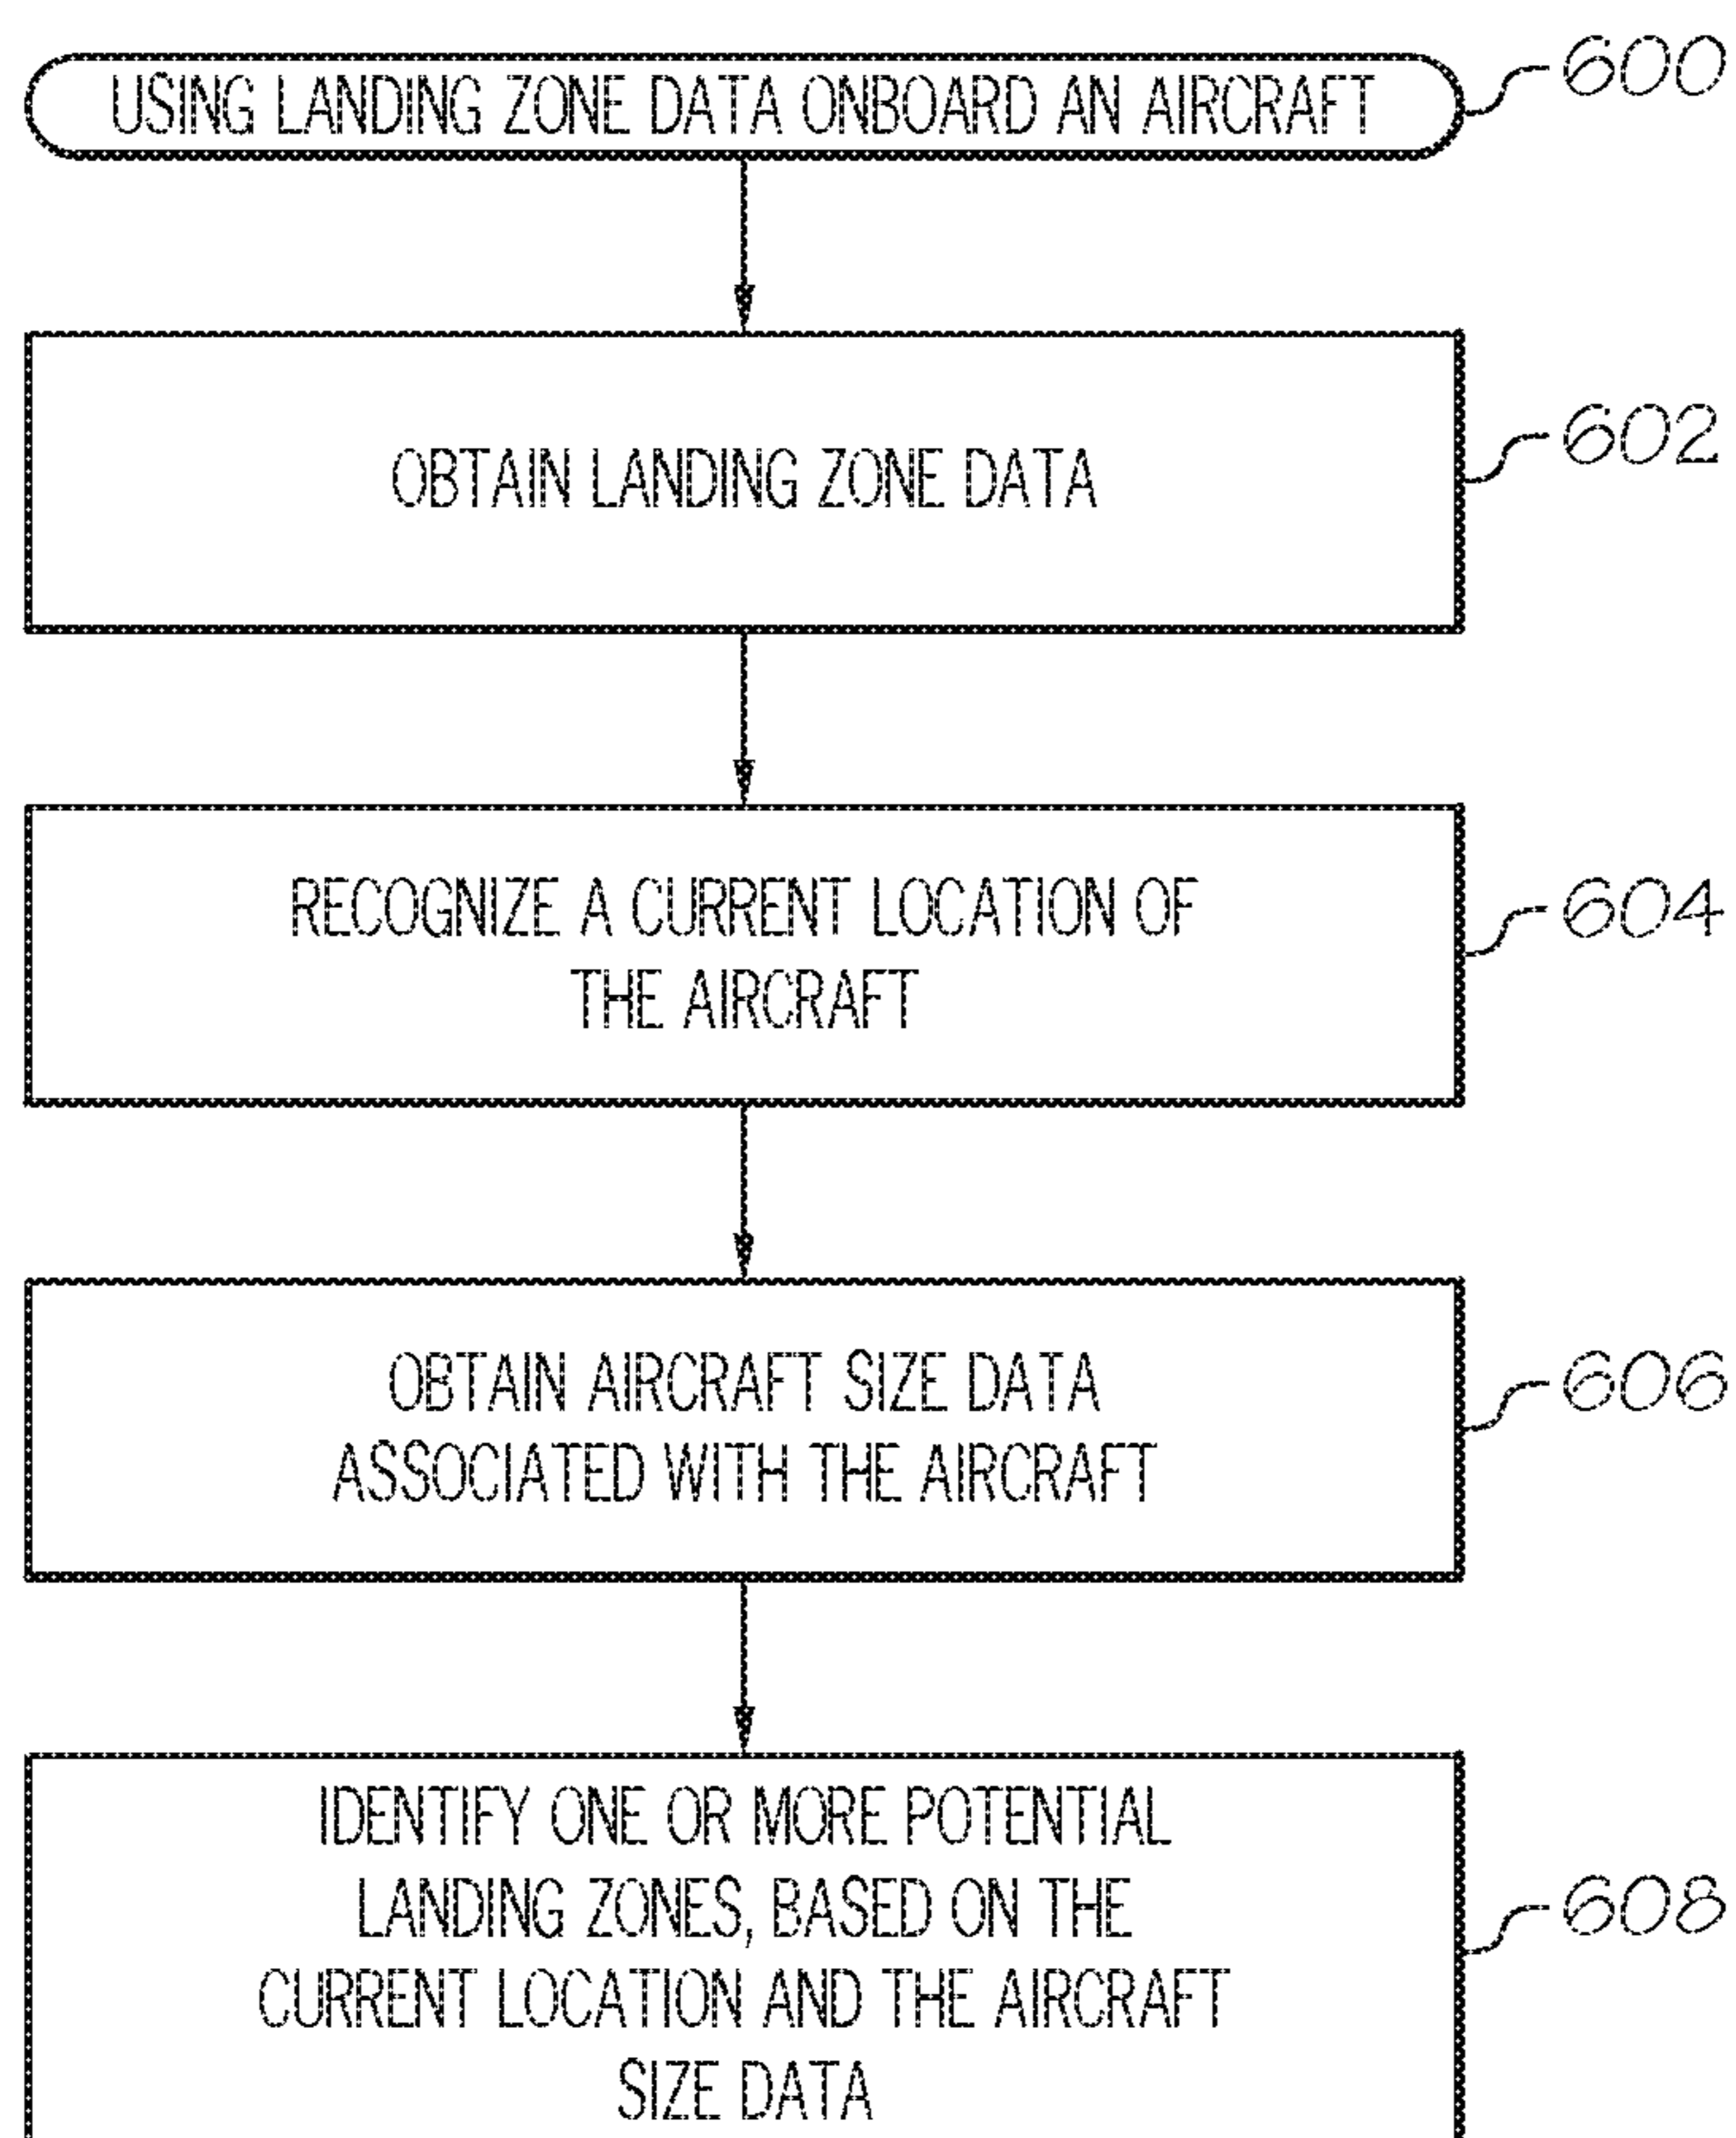 USING LANDING ZONE DATA ONBOARD AN AIRCRAFT
600
OBTAIN LANDING ZONE DATA
602
RECOGNIZE A CURRENT LOCATION OF
THE AIRCRAFT
604
OBTAIN AIRCRAFT SIZE DATA
ASSOCIATED WITH THE AIRCRAFT
606
IDENTIFY ONE OR MORE POTENTIAL
LANDING ZONES, BASED ON THE
CURRENT LOCATION AND THE AIRCRAFT
SIZE DATA
608